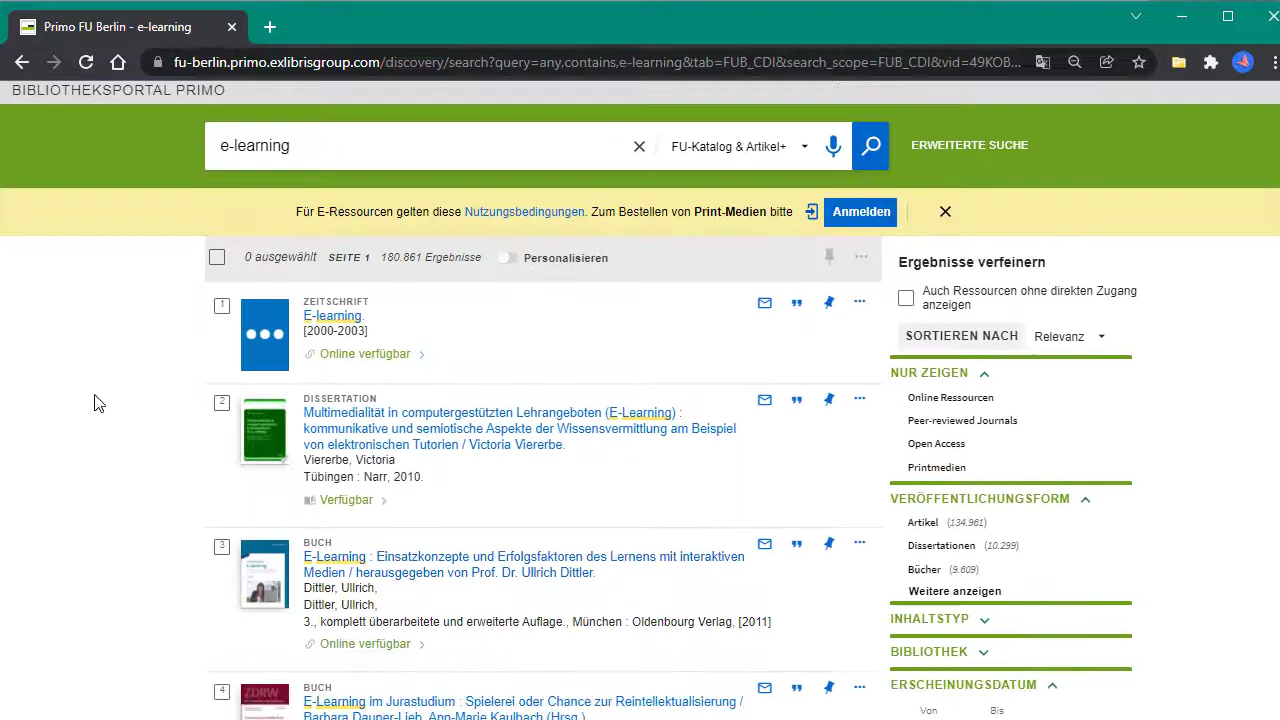 Primo FU Berlin - e-learning
fu-berlin.primo.exlibrisgroup.com/discovery/search?query=any,contains,e-learning&tab=FUB_CDI&search_scope=FUB_CDI&vid=49KOB...
BIBLIOTHEKSPORTAL PRIMO
e-learning
FU-Katalog & Artikel+
ERWEITERTE SUCHE
Für E-Ressourcen gelten diese Nutzungsbedingungen. Zum Bestellen von Print-Medien bitte Anmelden
0 ausgewählt SEITE 1 180.861 Ergebnisse Personalisieren
1
ZEITSCHRIFT
E-learning.
[2000-2003]
Online verfügbar
2
DISSERTATION
Multimedialität in computergestützten Lehrangeboten (E-Learning) :
kommunikative und semiotische Aspekte der Wissensvermittlung am Beispiel
von elektronischen Tutorien / Victoria Viererbe.
Viererbe, Victoria
Tübingen : Narr, 2010.
Verfügbar
3
BUCH
E-Learning : Einsatzkonzepte und Erfolgsfaktoren des Lernens mit interaktiven
Medien / herausgegeben von Prof. Dr. Ullrich Dittler.
Dittler, Ullrich,
Dittler, Ullrich,
3., komplett überarbeitete und erweiterte Auflage., München : Oldenbourg Verlag, [2011]
Online verfügbar
4
ZDRW
BUCH
E-Learning im Jurastudium : Spielerei oder Chance zur Reintellektualisierung /
Barbara Dauner-Lieb, Ann-Marie Kaulbach (Hrsg.)
Ergebnisse verfeinern
Auch Ressourcen ohne direkten Zugang
anzeigen
SORTIEREN NACH Relevanz
NUR ZEIGEN
Online Ressourcen
Peer-reviewed Journals
Open Access
Printmedien
VERÖFFENTLICHUNGSFORM
Artikel (134.961)
Dissertationen (10.299)
Bücher (9.609)
Weitere anzeigen
INHALTSTYP
BIBLIOTHEK
ERSCHEINUNGSDATUM
Von Bis